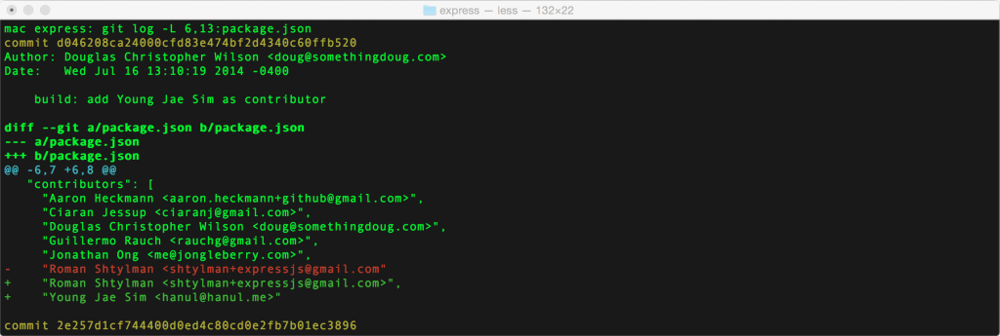 express — less — 132×22
mac express: git log -L 6,13:package.json
commit d046208ca24000cfd83e474bf2d4340c60ffb520
Author: Douglas Christopher Wilson <doug@somethingdoug.com>
Date:   Wed Jul 16 13:10:19 2014 -0400
    build: add Young Jae Sim as contributor
diff --git a/package.json b/package.json
--- a/package.json
+++ b/package.json
@@ -6,7 +6,8 @@
   "contributors": [
     "Aaron Heckmann <aaron.heckmann+github@gmail.com>",
     "Ciaran Jessup <ciaranj@gmail.com>",
     "Douglas Christopher Wilson <doug@somethingdoug.com>",
     "Guillermo Rauch <rauchg@gmail.com>",
     "Jonathan Ong <me@jongleberry.com>",
-    "Roman Shtylman <shtylman+expressjs@gmail.com"
+    "Roman Shtylman <shtylman+expressjs@gmail.com>",
+    "Young Jae Sim <hanul@hanul.me>"
commit 2e257d1cf744400d0ed4c80cd0e2fb7b01ec3896